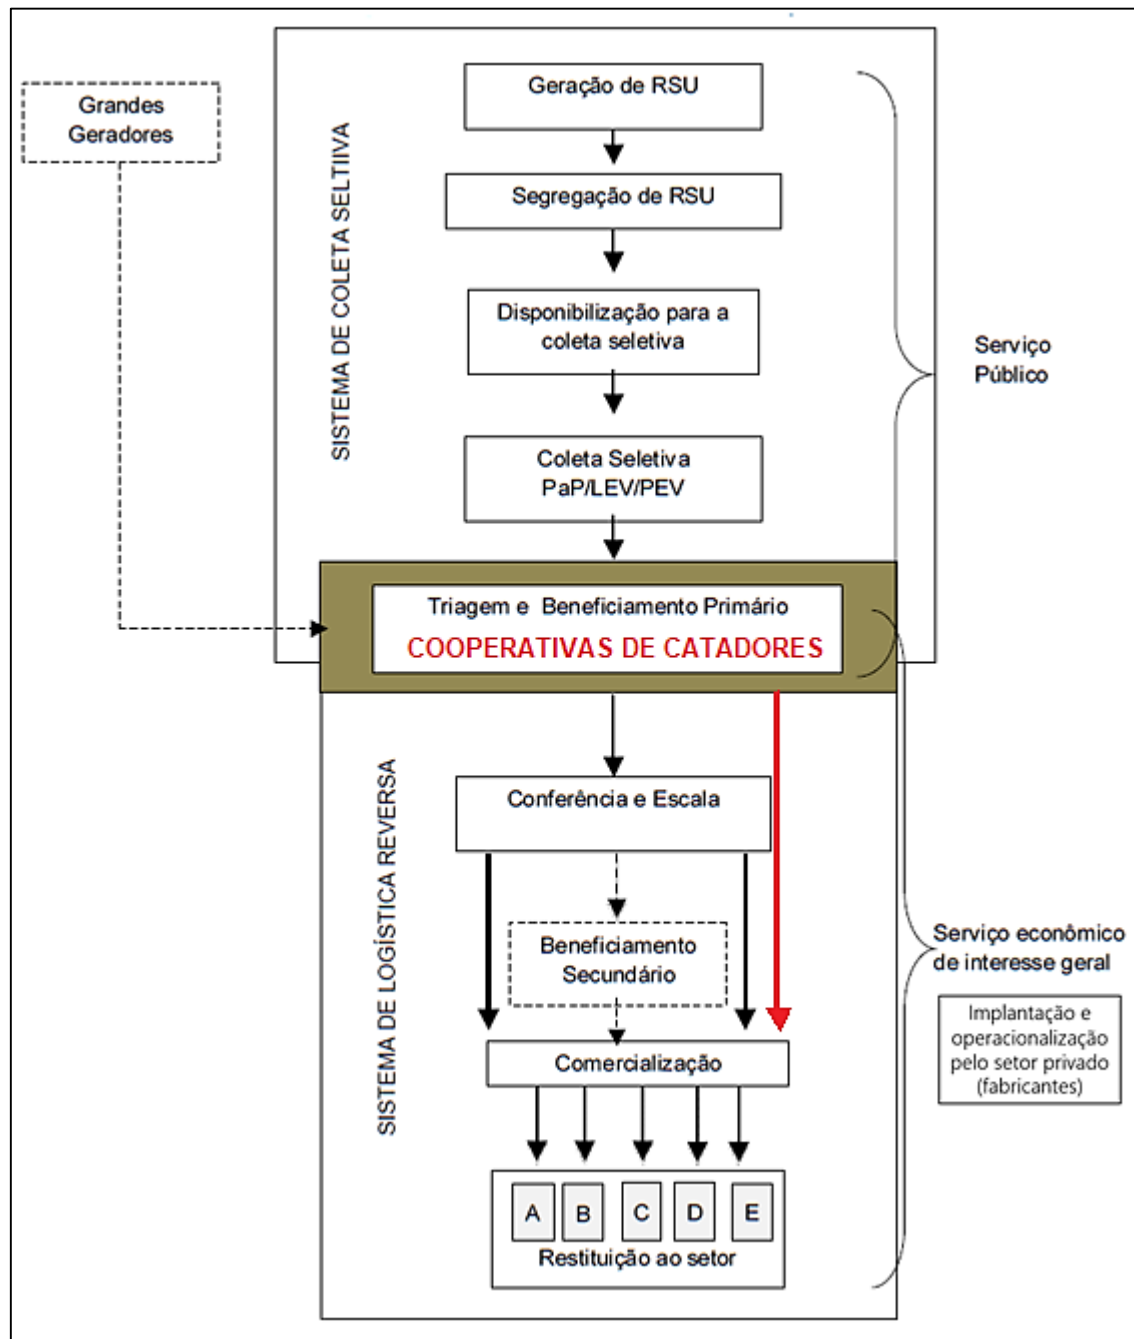 Grandes
Geradores
SISTEMA DE COLETA SELTIIVA
Geração de RSU
Segregação de RSU
Disponibilização para a
coleta seletiva
Coleta Seletiva
PaP/LEV/PEV
Serviço
Público
Triagem e Beneficiamento Primário
COOPERATIVAS DE CATADORES
SISTEMA DE LOGÍSTICA REVERSA
Conferência e Escala
Beneficiamento
Secundário
Comercialização
A B C D E
Restituição ao setor
Serviço econômico
de interesse geral
Implantação e
operacionalização
pelo setor privado
(fabricantes)